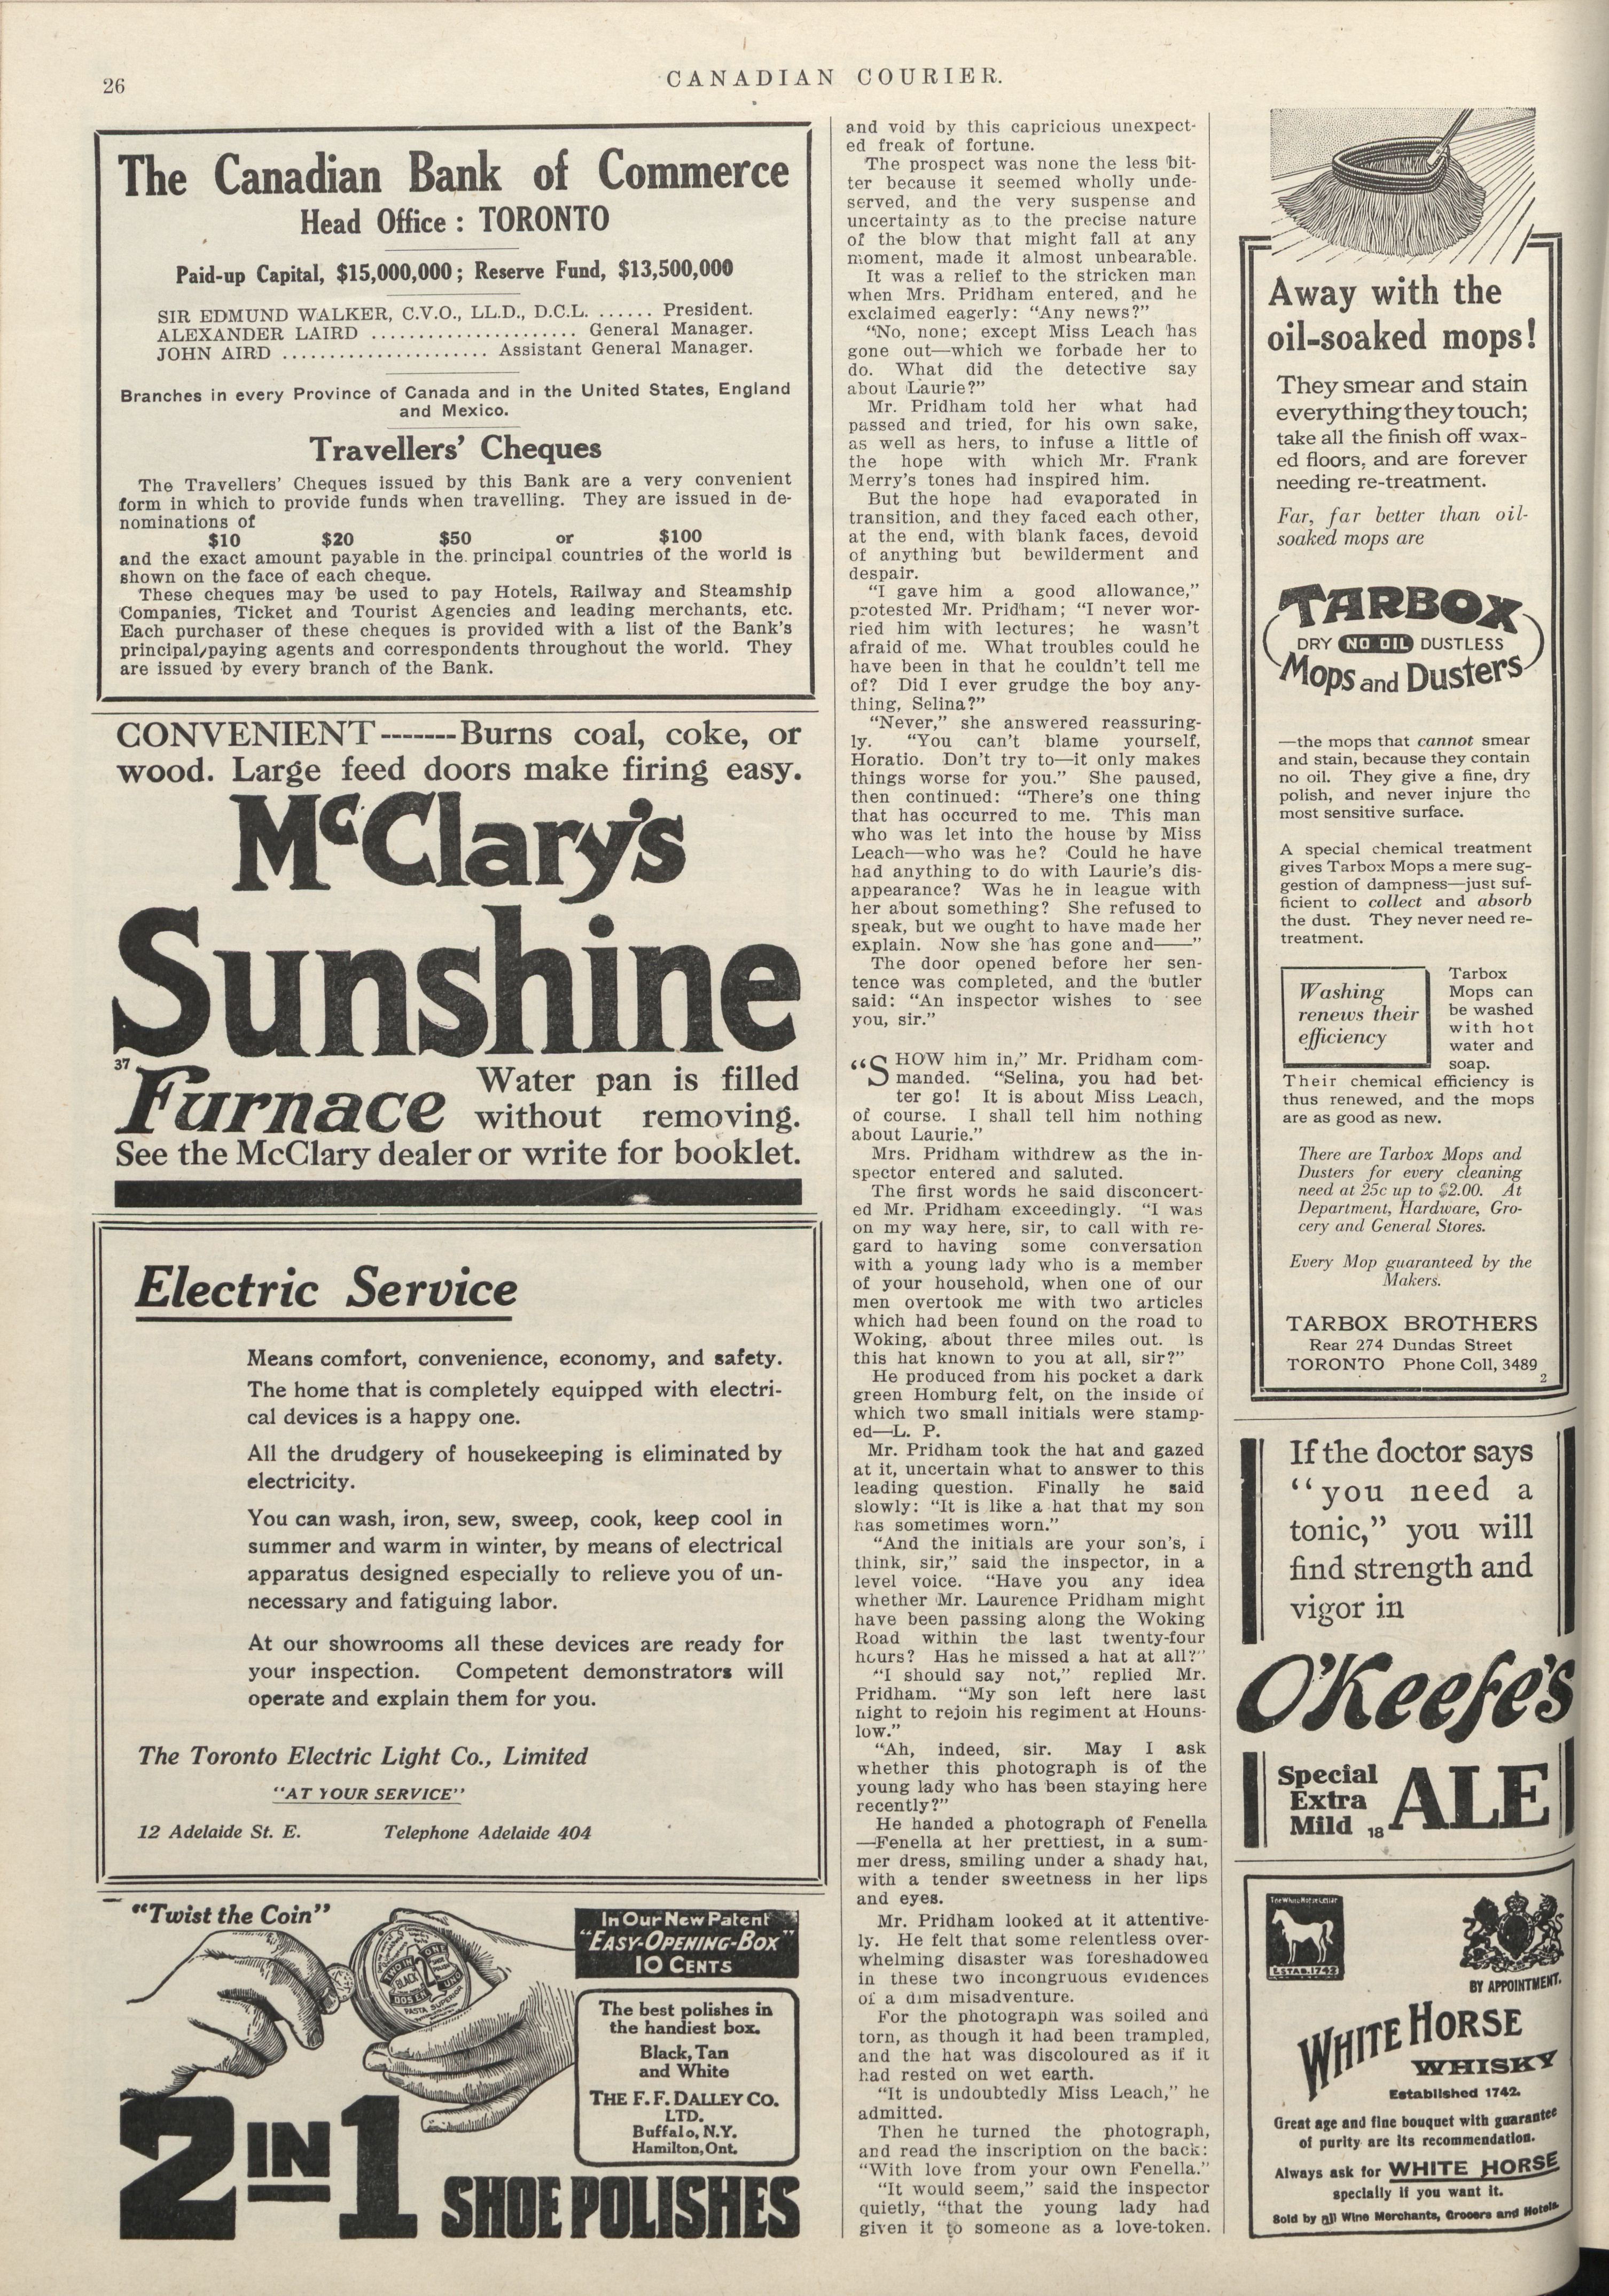 26
CANADIAN COURIER.
The Canadian Bank of Commerce
Head Office : TORONTO
Paid-up Capital, $15,000,000; Reserve Fund, $13,500,000
SIR EDMUND WALKER, C.V.O., LL.D., D.C.L. ...... President.
ALEXANDER LAIRD ...................... General Manager.
JOHN AIRD ...................... Assistant General Manager.
Branches in every Province of Canada and in the United States, England
and Mexico.
Travellers' Cheques
The Travellers' Cheques issued by this Bank are a very convenient
form in which to provide funds when travelling. They are issued in de-
nominations of
$10 $20 $50 or $100
and the exact amount payable in the principal countries of the world is
shown on the face of each cheque.
These cheques may be used to pay Hotels, Railway and Steamship
Companies, Ticket and Tourist Agencies and leading merchants, etc.
Each purchaser of these cheques is provided with a list of the Bank's
principal paying agents and correspondents throughout the world. They
are issued by every branch of the Bank.
CONVENIENT-------Burns coal, coke, or
wood. Large feed doors make firing easy.
McClary's
Sunshine
37
Furnace
Water pan is filled
without removing.
See the McClary dealer or write for booklet.
Electric Service
Means comfort, convenience, economy, and safety.
The home that is completely equipped with electri-
cal devices is a happy one.
All the drudgery of housekeeping is eliminated by
electricity.
You can wash, iron, sew, sweep, cook, keep cool in
summer and warm in winter, by means of electrical
apparatus designed especially to relieve you of un-
necessary and fatiguing labor.
At our showrooms all these devices are ready for
your inspection. Competent demonstrators will
operate and explain them for you.
The Toronto Electric Light Co., Limited
"AT YOUR SERVICE"
12 Adelaide St. E. Telephone Adelaide 404
"Twist the Coin"
In Our New Patent
"EASY-OPENING-BOX"
10 CENTS
The best polishes in
the handiest box.
Black, Tan
and White
THE F. F. DALLEY CO.
LTD.
Buffalo, N.Y.
Hamilton, Ont.
TWO IN ONE
BLACK
PASTA SUPERIOR
2 IN 1
SHOE POLISHES
and void by this capricious unexpect-
ed freak of fortune.
The prospect was none the less bit-
ter because it seemed wholly unde-
served, and the very suspense and
uncertainty as to the precise nature
of the blow that might fall at any
moment, made it almost unbearable.
It was a relief to the stricken man
when Mrs. Pridham entered, and he
exclaimed eagerly: "Any news?"
"No, none; except Miss Leach has
gone out—which we forbade her to
do. What did the detective say
about Laurie?"
Mr. Pridham told her what had
passed and tried, for his own sake,
as well as hers, to infuse a little of
the hope with which Mr. Frank
Merry's tones had inspired him.
But the hope had evaporated in
transition, and they faced each other,
at the end, with blank faces, devoid
of anything but bewilderment and
despair.
"I gave him a good allowance,"
protested Mr. Pridham; "I never wor-
ried him with lectures; he wasn't
afraid of me. What troubles could he
have been in that he couldn't tell me
of? Did I ever grudge the boy any-
thing, Selina?"
"Never," she answered reassuring-
ly. "You can't blame yourself,
Horatio. Don't try to—it only makes
things worse for you." She paused,
then continued: "There's one thing
that has occurred to me. This man
who was let into the house by Miss
Leach—who was he? Could he have
had anything to do with Laurie's dis-
appearance? Was he in league with
her about something? She refused to
speak, but we ought to have made her
explain. Now she has gone and——"
The door opened before her sen-
tence was completed, and the butler
said: "An inspector wishes to see
you, sir."
"SHOW him in," Mr. Pridham com-
manded. "Selina, you had bet-
ter go! It is about Miss Leach,
of course. I shall tell him nothing
about Laurie."
Mrs. Pridham withdrew as the in-
spector entered and saluted.
The first words he said disconcert-
ed Mr. Pridham exceedingly. "I was
on my way here, sir, to call with re-
gard to having some conversation
with a young lady who is a member
of your household, when one of our
men overtook me with two articles
which had been found on the road to
Woking, about three miles out. Is
this hat known to you at all, sir?"
He produced from his pocket a dark
green Homburg felt, on the inside of
which two small initials were stamp-
ed—L. P.
Mr. Pridham took the hat and gazed
at it, uncertain what to answer to this
leading question. Finally he said
slowly: "It is like a hat that my son
has sometimes worn."
"And the initials are your son's, i
think, sir," said the inspector, in a
level voice. "Have you any idea
whether Mr. Laurence Pridham might
have been passing along the Woking
Road within the last twenty-four
hours? Has he missed a hat at all?"
"I should say not," replied Mr.
Pridham. "My son left here last
night to rejoin his regiment at Houns-
low."
"Ah, indeed, sir. May I ask
whether this photograph is of the
young lady who has been staying here
recently?"
He handed a photograph of Fenella
—Fenella at her prettiest, in a sum-
mer dress, smiling under a shady hat,
with a tender sweetness in her lips
and eyes.
Mr. Pridham looked at it attentive-
ly. He felt that some relentless over-
whelming disaster was foreshadowed
in these two incongruous evidences
of a dim misadventure.
For the photograph was soiled and
torn, as though it had been trampled,
and the hat was discoloured as if it
had rested on wet earth.
"It is undoubtedly Miss Leach," he
admitted.
Then he turned the photograph,
and read the inscription on the back:
"With love from your own Fenella."
"It would seem," said the inspector
quietly, "that the young lady had
given it to someone as a love-token.
Away with the
oil-soaked mops!
They smear and stain
everything they touch;
take all the finish off wax-
ed floors, and are forever
needing re-treatment.
Far, far better than oil-
soaked mops are
TARBOX
DRY NO OIL DUSTLESS
Mops and Dusters
—the mops that cannot smear
and stain, because they contain
no oil. They give a fine, dry
polish, and never injure the
most sensitive surface.
A special chemical treatment
gives Tarbox Mops a mere sug-
gestion of dampness—just suf-
ficient to collect and absorb
the dust. They never need re-
treatment.
Washing
renews their
efficiency
Tarbox
Mops can
be washed
with hot
water and
soap.
Their chemical efficiency is
thus renewed, and the mops
are as good as new.
There are Tarbox Mops and
Dusters for every cleaning
need at 25c up to $2.00. At
Department, Hardware, Gro-
cery and General Stores.
Every Mop guaranteed by the
Makers.
TARBOX BROTHERS
Rear 274 Dundas Street
TORONTO Phone Coll, 3489
2
If the doctor says
"you need a
tonic," you will
find strength and
vigor in
O'Keefe's
Special
Extra
Mild
18
ALE
The White Horse Cellar
ESTAB. 1742
BY APPOINTMENT.
WHITE HORSE
WHISKY
Established 1742.
Great age and fine bouquet with guarantee
of purity are its recommendation.
Always ask for WHITE HORSE
specially if you want it.
Sold by all Wine Merchants, Grocers and Hotels.